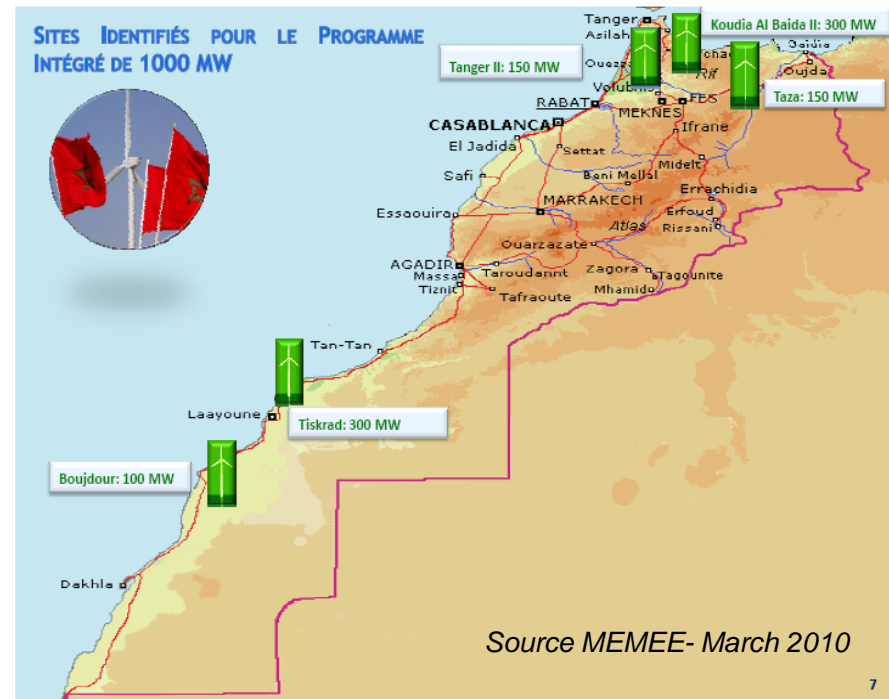 SITES IDENTIFIÉS POUR LE PROGRAMME
INTÉGRÉ DE 1000 MW
Tanger
Koudia Al Baida II: 300 MW
Asilah
Tanger II: 150 MW
Saidia
Oujda
Rif
Taza: 150 MW
RABAT
MEKNES
FES
CASABLANCA
Ifrane
El Jadida
Settat
Midelt
Safi
Beni Mellal
Errachidia
Essaouira
MARRAKECH
Erfoud
Atlas
Rissani
Ouarzazate
AGADIR
Massa
Taroudannt
Zagora
Tagounite
Tiznit
Tafraoute
Mhamid
Tan-Tan
Laayoune
Tiskrad: 300 MW
Boujdour: 100 MW
Dakhla
Source MEMEE- March 2010
7